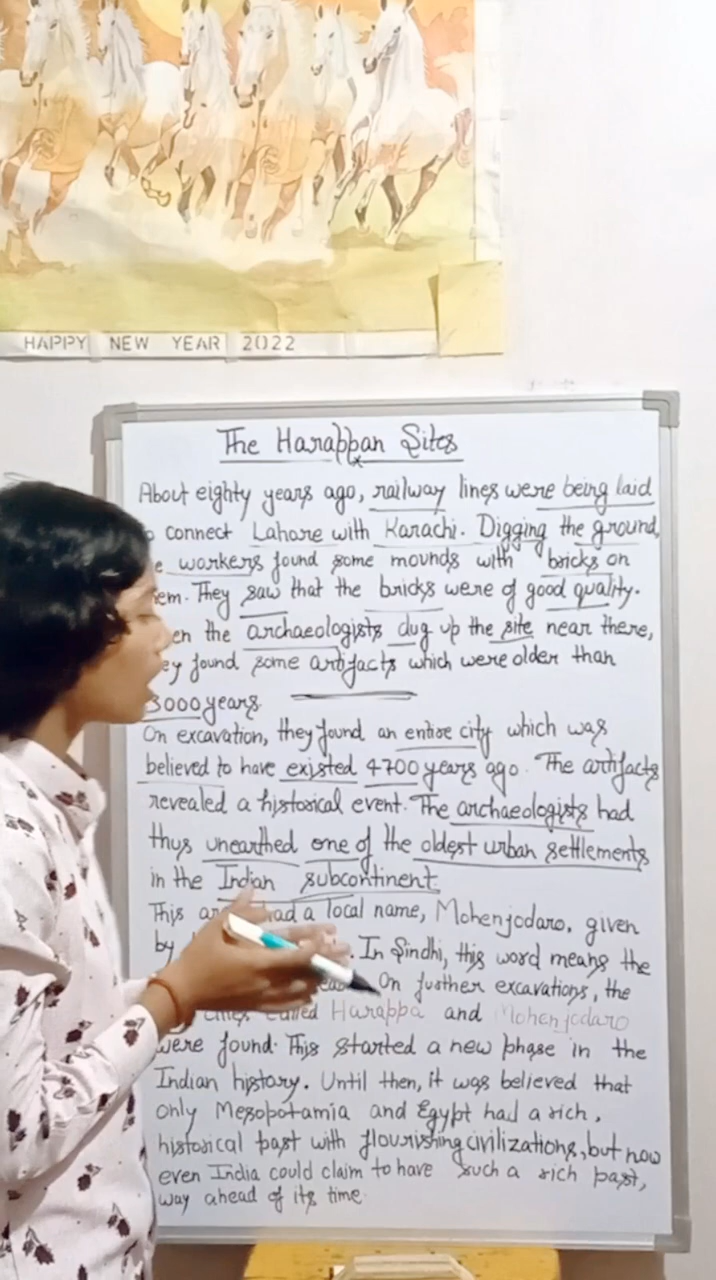 HAPPY NEW YEAR 2022
The Harappan Sites
About eighty years ago, railway lines were being laid
connect Lahore with Karachi. Digging the ground,
workers found some mounds with bricks on
They saw that the bricks were of good quality.
the archaeologists dug up the site near there,
found some artifacts which were older than
3000 years.
On excavation, they found an entire city which was
believed to have existed 4700 years ago. The artifacts
revealed a historical event. The archaeologists had
thus unearthed one of the oldest urban settlements
in the Indian subcontinent.
This had a local name, Mohenjodaro, given
by In Sindhi, this word means the
On further excavations, the
cities called Harappa and Mohenjodaro
were found. This started a new phase in the
Indian history. Until then, it was believed that
only Mesopotamia and Egypt had a rich,
historical past with flourishing civilizations, but now
even India could claim to have such a rich past,
way ahead of its time.